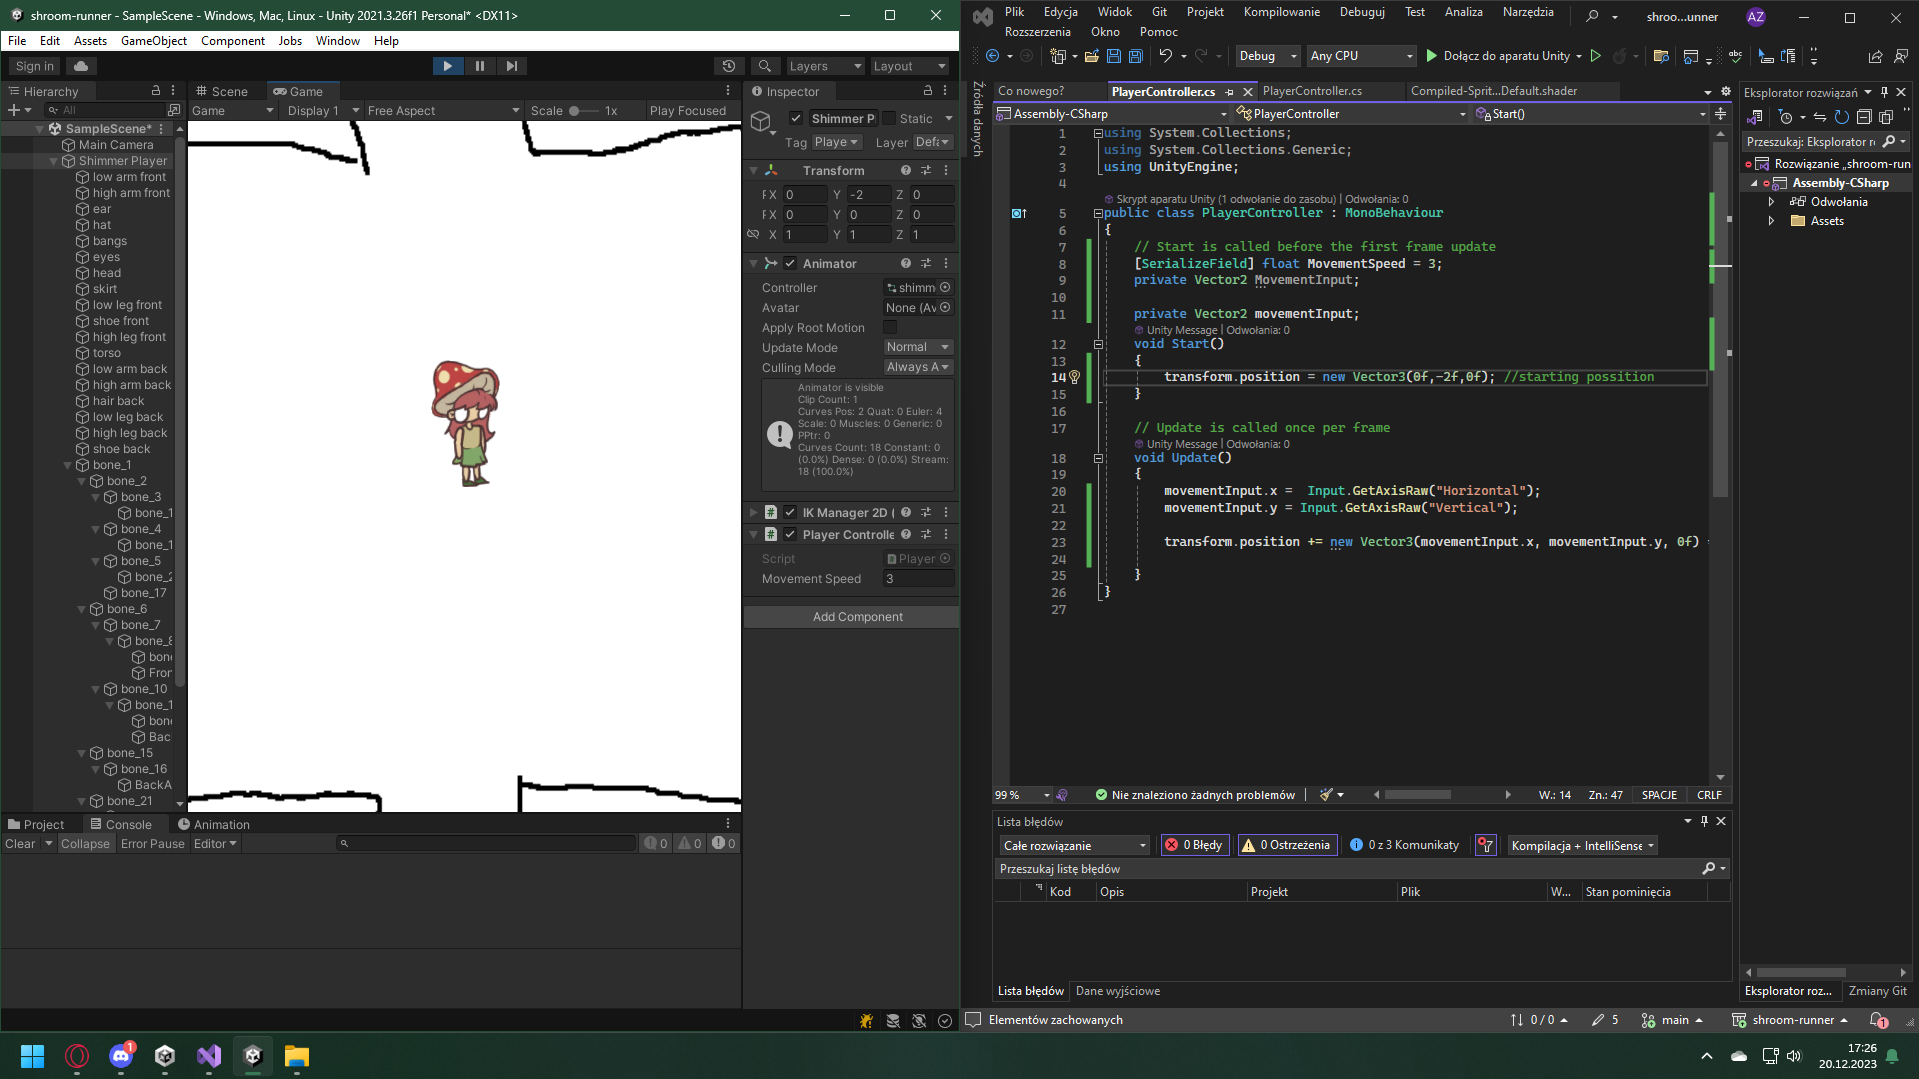 shroom-runner - SampleScene - Windows, Mac, Linux - Unity 2021.3.26f1 Personal* <DX11>
File Edit Assets GameObject Component Jobs Window Help
Sign in
Layers
Layout
Hierarchy
All
SampleScene*
Main Camera
Shimmer Player
low arm front
high arm front
ear
hat
bangs
eyes
head
skirt
low leg front
shoe front
high leg front
torso
low arm back
high arm back
hair back
low leg back
high leg back
shoe back
bone_1
bone_2
bone_3
bone_1
bone_4
bone_1
bone_5
bone_2
bone_17
bone_6
bone_7
bone_8
bone
Fron
bone_10
bone_1
bone
Bac
bone_15
bone_16
BackA
bone_21
Scene Game
Game Display 1 Free Aspect Scale 1x Play Focused
Inspector
Shimmer P Static
Tag Playe Layer Defa
Transform
X 0 Y -2 Z 0
X 0 Y 0 Z 0
X 1 Y 1 Z 1
Animator
Controller shimm
Avatar None (Av
Apply Root Motion
Update Mode Normal
Culling Mode Always A
Animator is visible
Clip Count: 1
Curves Pos: 2 Quat: 0 Euler: 4
Scale: 0 Muscles: 0 Generic: 0
PPtr: 0
Curves Count: 18 Constant: 0
(0.0%) Dense: 0 (0.0%) Stream:
18 (100.0%)
IK Manager 2D (
Player Controlle
Script Player
Movement Speed 3
Add Component
Project Console Animation
Clear Collapse Error Pause Editor 0 0 0
Plik Edycja Widok Git Projekt Kompilowanie Debuguj Test Analiza Narzędzia
Rozszerzenia Okno Pomoc
shroo...unner
AZ
Debug Any CPU Dołącz do aparatu Unity
Źródła danych
Co nowego? PlayerController.cs PlayerController.cs Compiled-Sprit...Default.shader
Assembly-CSharp PlayerController Start()
1 using System.Collections;
2 using System.Collections.Generic;
3 using UnityEngine;
4
Skrypt aparatu Unity (1 odwołanie do zasobu) | Odwołania: 0
5 public class PlayerController : MonoBehaviour
6 {
7 // Start is called before the first frame update
8 [SerializeField] float MovementSpeed = 3;
9 private Vector2 MovementInput;
10
11 private Vector2 movementInput;
Unity Message | Odwołania: 0
12 void Start()
13 {
14 transform.position = new Vector3(0f,-2f,0f); //starting possition
15 }
16
17 // Update is called once per frame
Unity Message | Odwołania: 0
18 void Update()
19 {
20 movementInput.x =  Input.GetAxisRaw("Horizontal");
21 movementInput.y = Input.GetAxisRaw("Vertical");
22
23 transform.position += new Vector3(movementInput.x, movementInput.y, 0f)
24
25 }
26 }
27
99 % Nie znaleziono żadnych problemów W.: 14 Zn.: 47 SPACJE CRLF
Lista błędów
Całe rozwiązanie 0 Błędy 0 Ostrzeżenia 0 z 3 Komunikaty Kompilacja + IntelliSense
Przeszukaj listę błędów
Kod Opis Projekt Plik W... Stan pominięcia
Lista błędów Dane wyjściowe
Eksplorator rozwiązań
Przeszukaj: Eksplorator r
Rozwiązanie „shroom-run
Assembly-CSharp
Odwołania
Assets
Eksplorator roz... Zmiany Git
Elementów zachowanych 0 / 0 5 main shroom-runner 1
1
17:26
20.12.2023